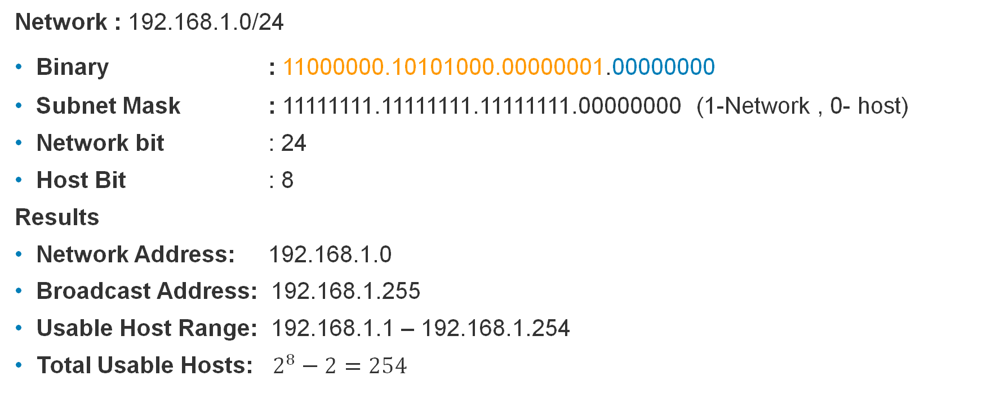 Network : 192.168.1.0/24
• Binary : 11000000.10101000.00000001.00000000
• Subnet Mask : 11111111.11111111.11111111.00000000 (1-Network , 0- host)
• Network bit : 24
• Host Bit : 8
Results
• Network Address: 192.168.1.0
• Broadcast Address: 192.168.1.255
• Usable Host Range: 192.168.1.1 – 192.168.1.254
• Total Usable Hosts: 2⁸ − 2 = 254